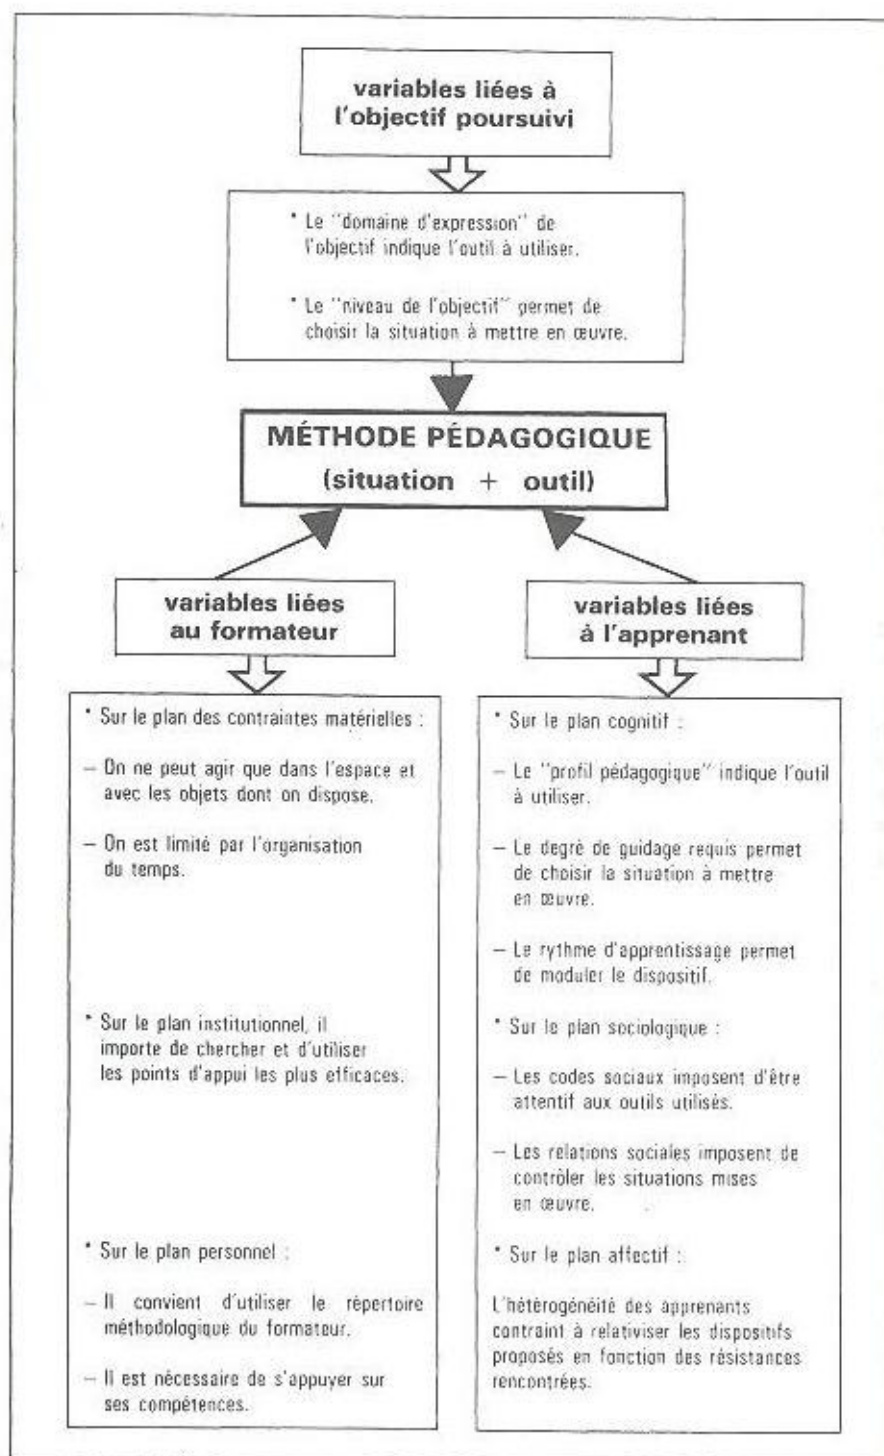 variables liées à
l'objectif poursuivi
* Le "domaine d'expression" de
l'objectif indique l'outil à utiliser.
* Le "niveau de l'objectif" permet de
choisir la situation à mettre en œuvre.
MÉTHODE PÉDAGOGIQUE
(situation + outil)
variables liées
au formateur
* Sur le plan des contraintes matérielles :
– On ne peut agir que dans l'espace et
avec les objets dont on dispose.
– On est limité par l'organisation
du temps.
* Sur le plan institutionnel, il
importe de chercher et d'utiliser
les points d'appui les plus efficaces.
* Sur le plan personnel :
– Il convient d'utiliser le répertoire
méthodologique du formateur.
– Il est nécessaire de s'appuyer sur
ses compétences.
variables liées
à l'apprenant
* Sur le plan cognitif :
– Le "profil pédagogique" indique l'outil
à utiliser.
– Le degré de guidage requis permet
de choisir la situation à mettre
en œuvre.
– Le rythme d'apprentissage permet
de moduler le dispositif.
* Sur le plan sociologique :
– Les codes sociaux imposent d'être
attentif aux outils utilisés.
– Les relations sociales imposent de
contrôler les situations mises
en œuvre.
* Sur le plan affectif :
L'hétérogénéité des apprenants
contraint à relativiser les dispositifs
proposés en fonction des résistances
rencontrées.